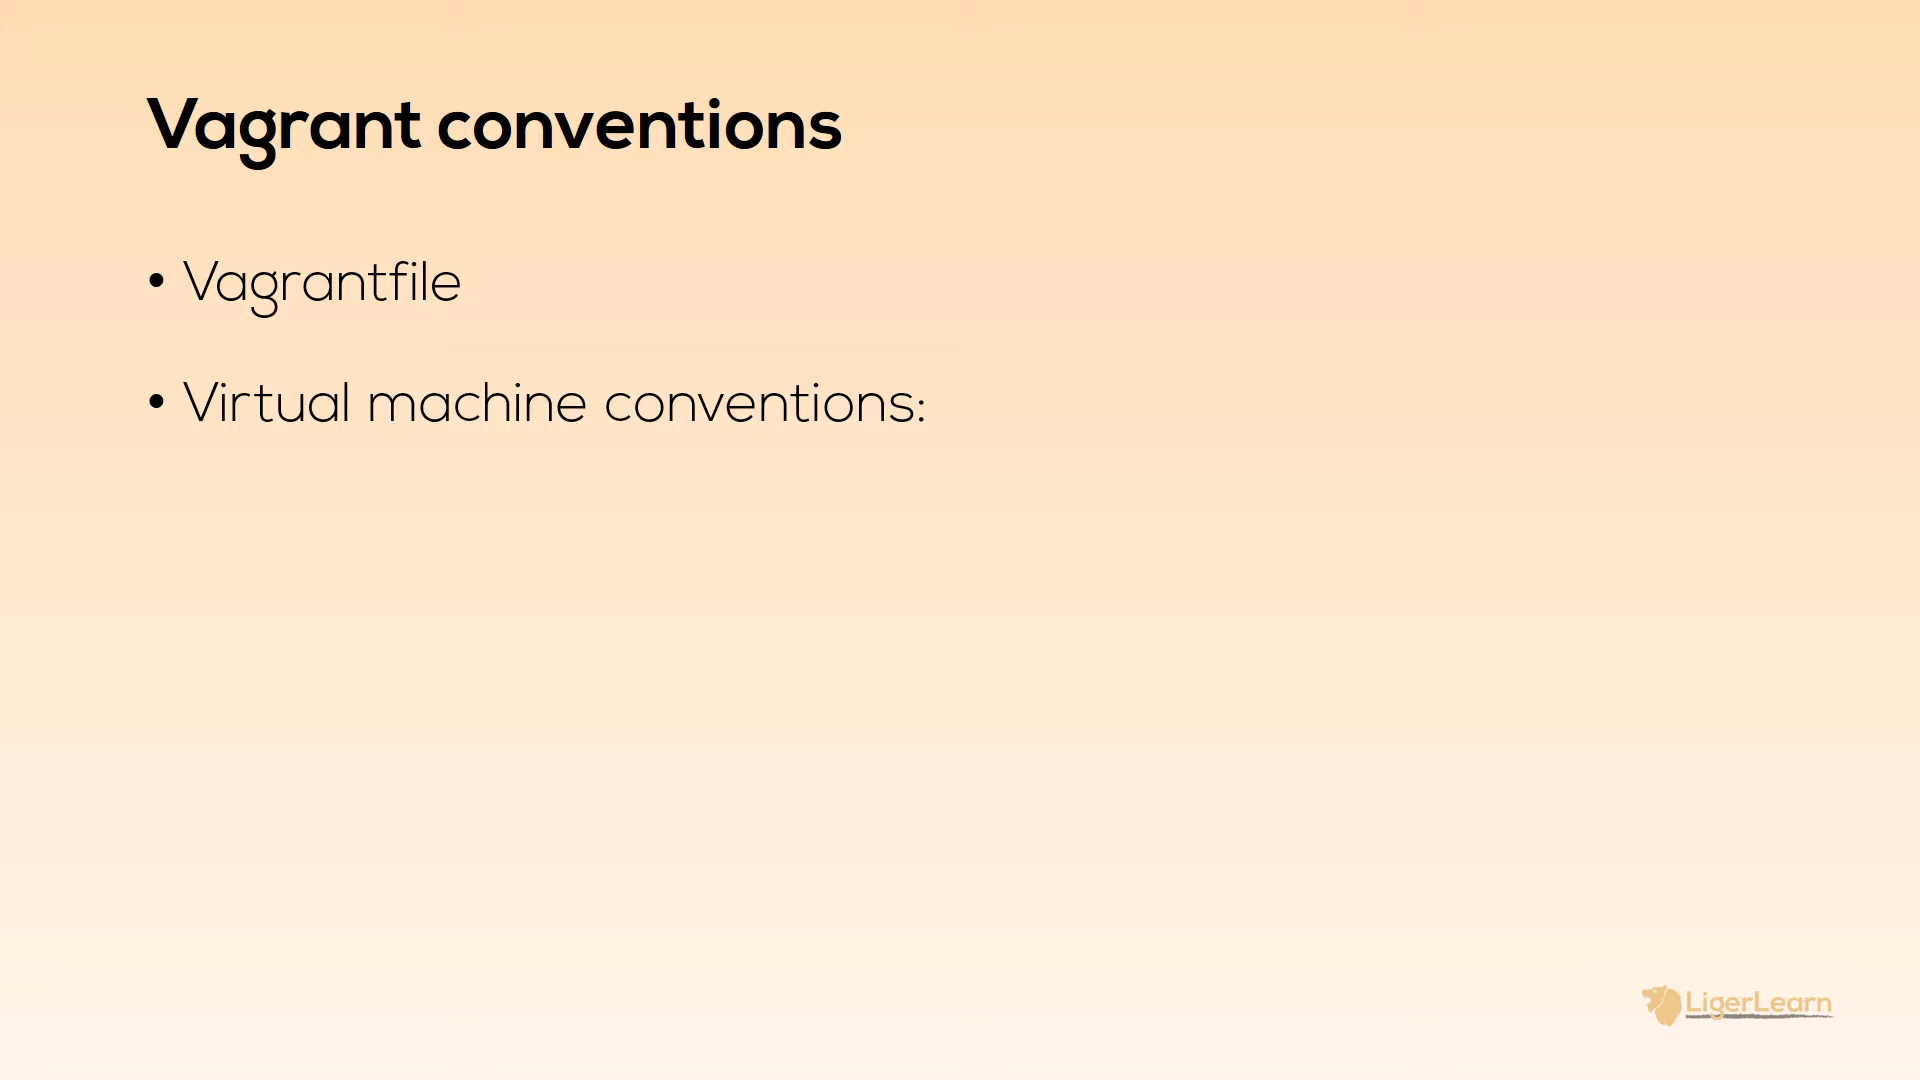 Vagrant conventions
• Vagrantfile
• Virtual machine conventions:
LigerLearn